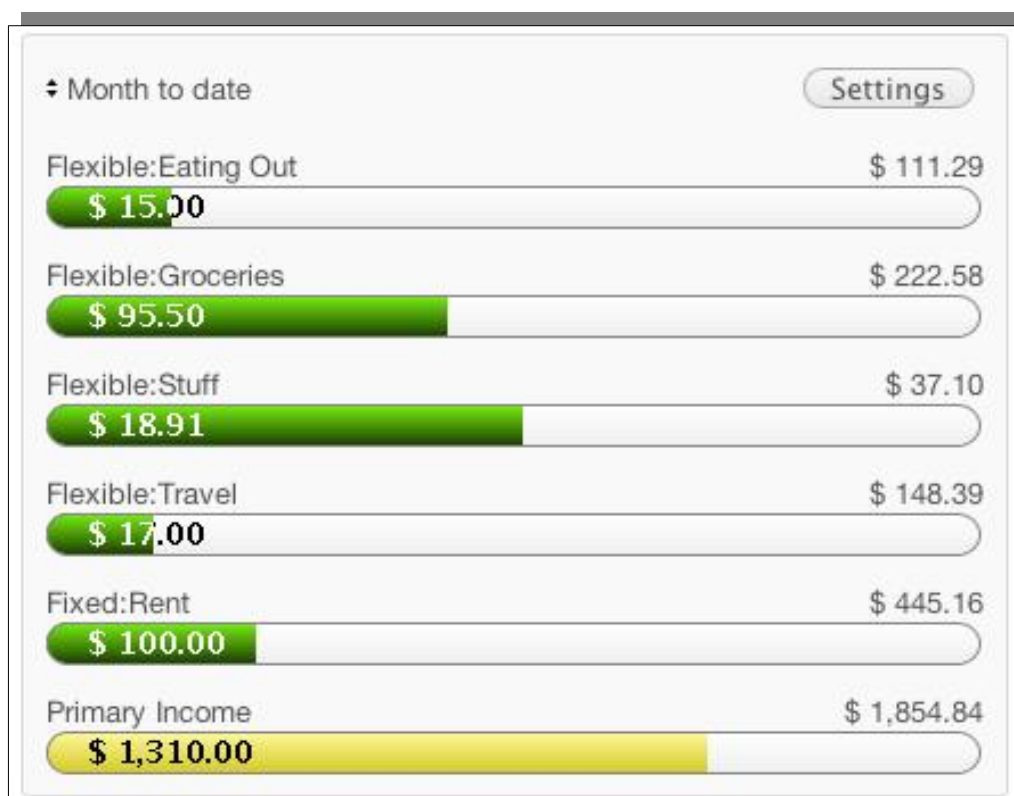 Month to date Settings
Flexible:Eating Out $ 111.29
$ 15.00
Flexible:Groceries $ 222.58
$ 95.50
Flexible:Stuff $ 37.10
$ 18.91
Flexible:Travel $ 148.39
$ 17.00
Fixed:Rent $ 445.16
$ 100.00
Primary Income $ 1,854.84
$ 1,310.00